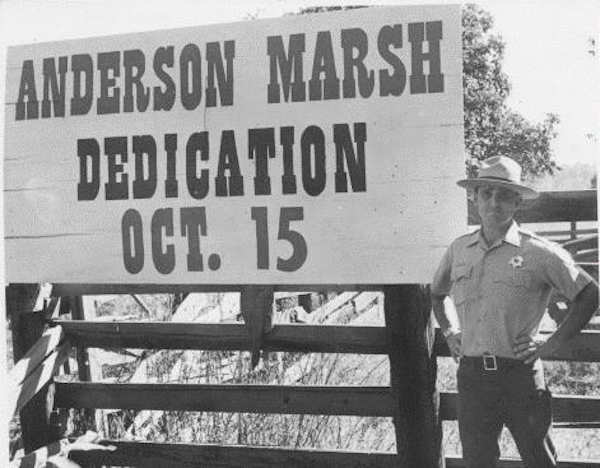 ANDERSON MARSH
DEDICATION
OCT. 15